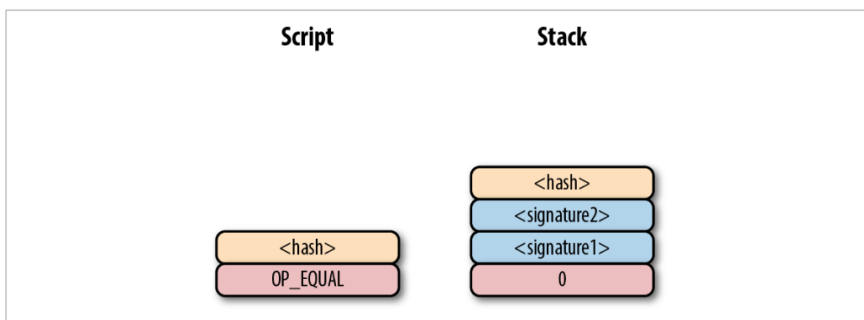 Script
Stack
<hash>
<signature2>
<hash>
<signature1>
OP_EQUAL
0